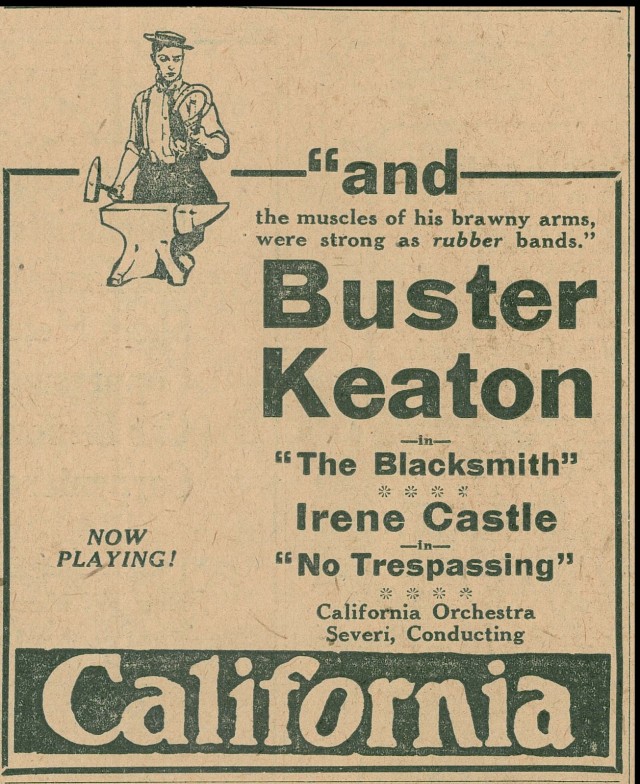 “and
the muscles of his brawny arms,
were strong as rubber bands.”
Buster
Keaton
—in—
“The Blacksmith”
Irene Castle
—in—
“No Trespassing”
NOW
PLAYING!
California Orchestra
Severi, Conducting
California